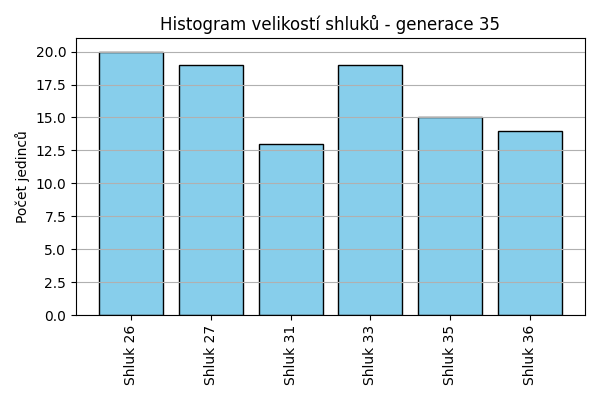 Histogram velikostí shluků - generace 35
Počet jedinců
20.0
17.5
15.0
12.5
10.0
7.5
5.0
2.5
0.0
Shluk 26
Shluk 27
Shluk 31
Shluk 33
Shluk 35
Shluk 36